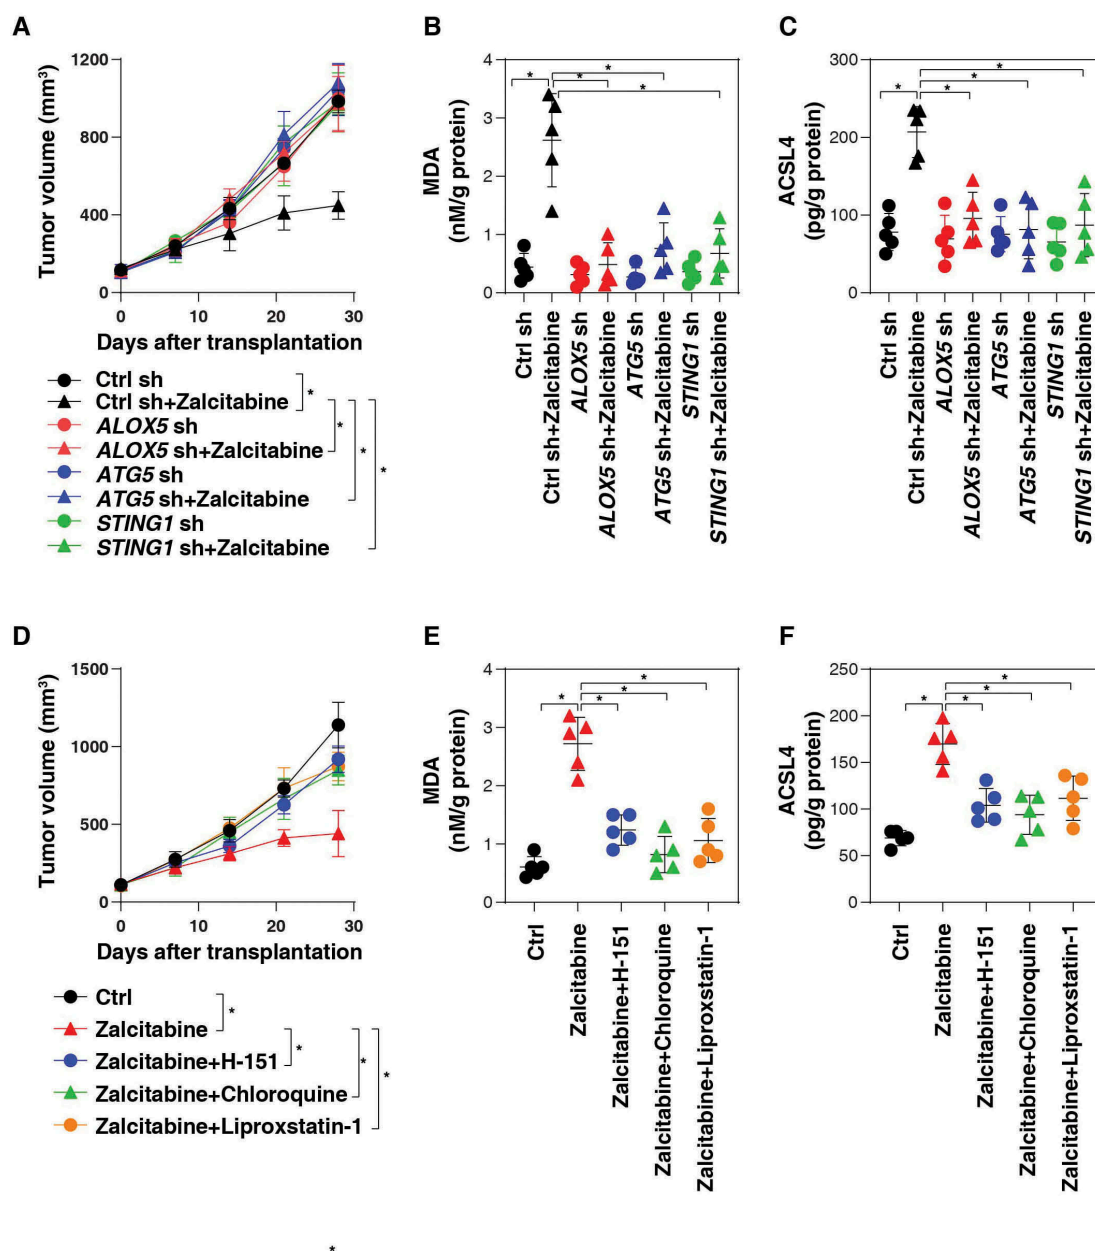 A
1200
800
400
0
Tumor volume (mm³)
0 10 20 30
Days after transplantation
Ctrl sh
Ctrl sh+Zalcitabine
ALOX5 sh
ALOX5 sh+Zalcitabine
ATG5 sh
ATG5 sh+Zalcitabine
STING1 sh
STING1 sh+Zalcitabine
*
*
*
*
B
4
3
2
1
0
MDA
(nM/g protein)
* * * *
Ctrl sh
Ctrl sh+Zalcitabine
ALOX5 sh
ALOX5 sh+Zalcitabine
ATG5 sh
ATG5 sh+Zalcitabine
STING1 sh
STING1 sh+Zalcitabine
C
300
200
100
0
ACSL4
(pg/g protein)
* * * *
Ctrl sh
Ctrl sh+Zalcitabine
ALOX5 sh
ALOX5 sh+Zalcitabine
ATG5 sh
ATG5 sh+Zalcitabine
STING1 sh
STING1 sh+Zalcitabine
D
1500
1000
500
0
Tumor volume (mm³)
0 10 20 30
Days after transplantation
Ctrl
Zalcitabine
Zalcitabine+H-151
Zalcitabine+Chloroquine
Zalcitabine+Liproxstatin-1
*
*
*
*
E
4
3
2
1
0
MDA
(nM/g protein)
* * * *
Ctrl
Zalcitabine
Zalcitabine+H-151
Zalcitabine+Chloroquine
Zalcitabine+Liproxstatin-1
F
250
200
150
100
50
0
ACSL4
(pg/g protein)
* * * *
Ctrl
Zalcitabine
Zalcitabine+H-151
Zalcitabine+Chloroquine
Zalcitabine+Liproxstatin-1
*